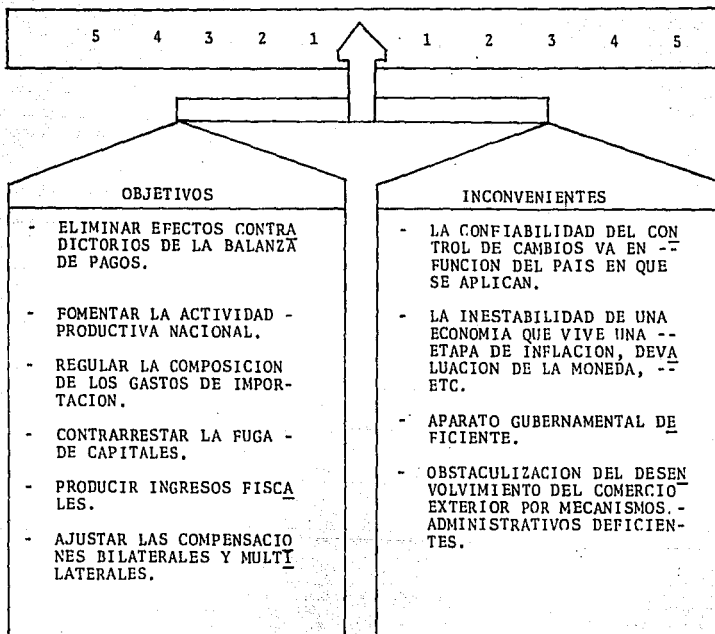 5 4 3 2 1 1 2 3 4 5
OBJETIVOS
- ELIMINAR EFECTOS CONTRA
DICTORIOS DE LA BALANZA
DE PAGOS.
- FOMENTAR LA ACTIVIDAD -
PRODUCTIVA NACIONAL.
- REGULAR LA COMPOSICION
DE LOS GASTOS DE IMPOR-
TACION.
- CONTRARRESTAR LA FUGA -
DE CAPITALES.
- PRODUCIR INGRESOS FISCA
LES.
- AJUSTAR LAS COMPENSACIO
NES BILATERALES Y MULTI
LATERALES.
INCONVENIENTES
- LA CONFIABILIDAD DEL CON
TROL DE CAMBIOS VA EN --
FUNCION DEL PAIS EN QUE
SE APLICAN.
- LA INESTABILIDAD DE UNA
ECONOMIA QUE VIVE UNA --
ETAPA DE INFLACION, DEVA
LUACION DE LA MONEDA, --
ETC.
- APARATO GUBERNAMENTAL DE
FICIENTE.
- OBSTACULIZACION DEL DESEN
VOLVIMIENTO DEL COMERCIO
EXTERIOR POR MECANISMOS.-
ADMINISTRATIVOS DEFICIEN-
TES.